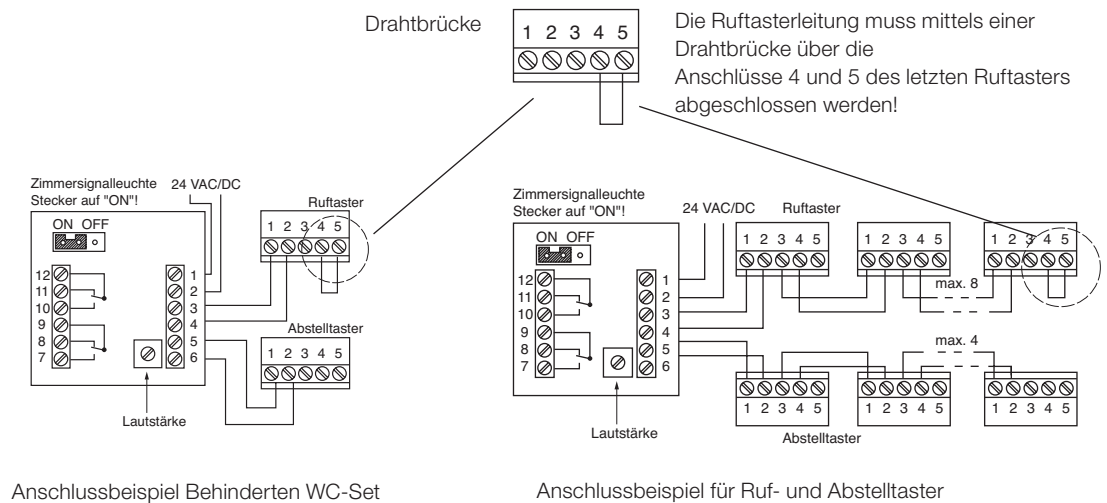 Drahtbrücke
1 2 3 4 5
Die Ruftasterleitung muss mittels einer
Drahtbrücke über die
Anschlüsse 4 und 5 des letzten Ruftasters
abgeschlossen werden!
Zimmersignalleuchte
Stecker auf "ON"!
24 VAC/DC
ON OFF
12
11
10
9
8
7
1
2
3
4
5
6
Lautstärke
Ruftaster
1 2 3 4 5
Abstelltaster
1 2 3 4 5
Anschlussbeispiel Behinderten WC-Set
Zimmersignalleuchte
Stecker auf "ON"!
24 VAC/DC
ON OFF
12
11
10
9
8
7
1
2
3
4
5
6
Lautstärke
Ruftaster
1 2 3 4 5
1 2 3 4 5
1 2 3 4 5
max. 8
max. 4
1 2 3 4 5
1 2 3 4 5
1 2 3 4 5
Abstelltaster
Anschlussbeispiel für Ruf- und Abstelltaster